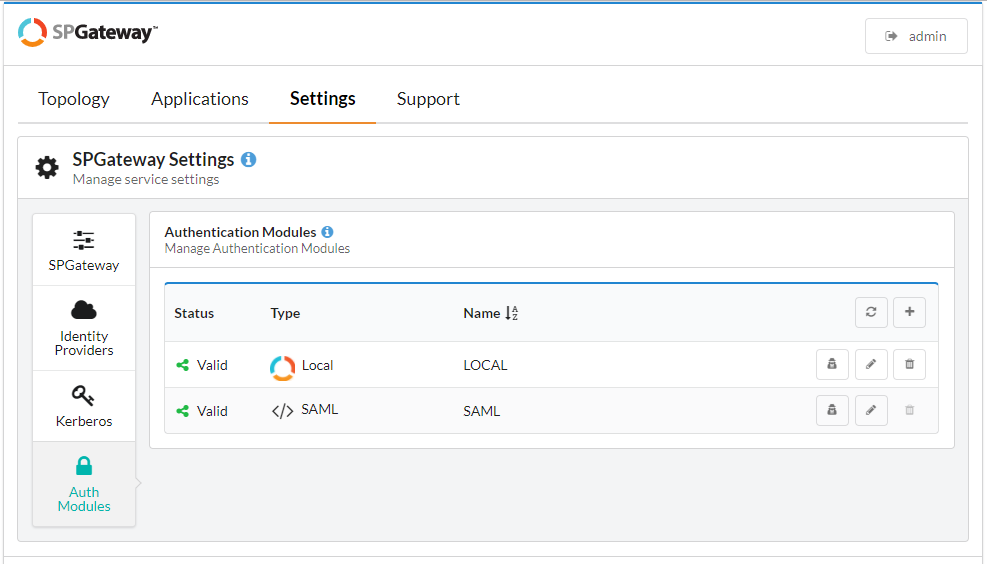 SPGateway™
admin
Topology Applications Settings Support
SPGateway Settings
Manage service settings
SPGateway
Identity
Providers
Kerberos
Auth
Modules
Authentication Modules
Manage Authentication Modules
Status Type Name
Valid Local LOCAL
Valid SAML SAML